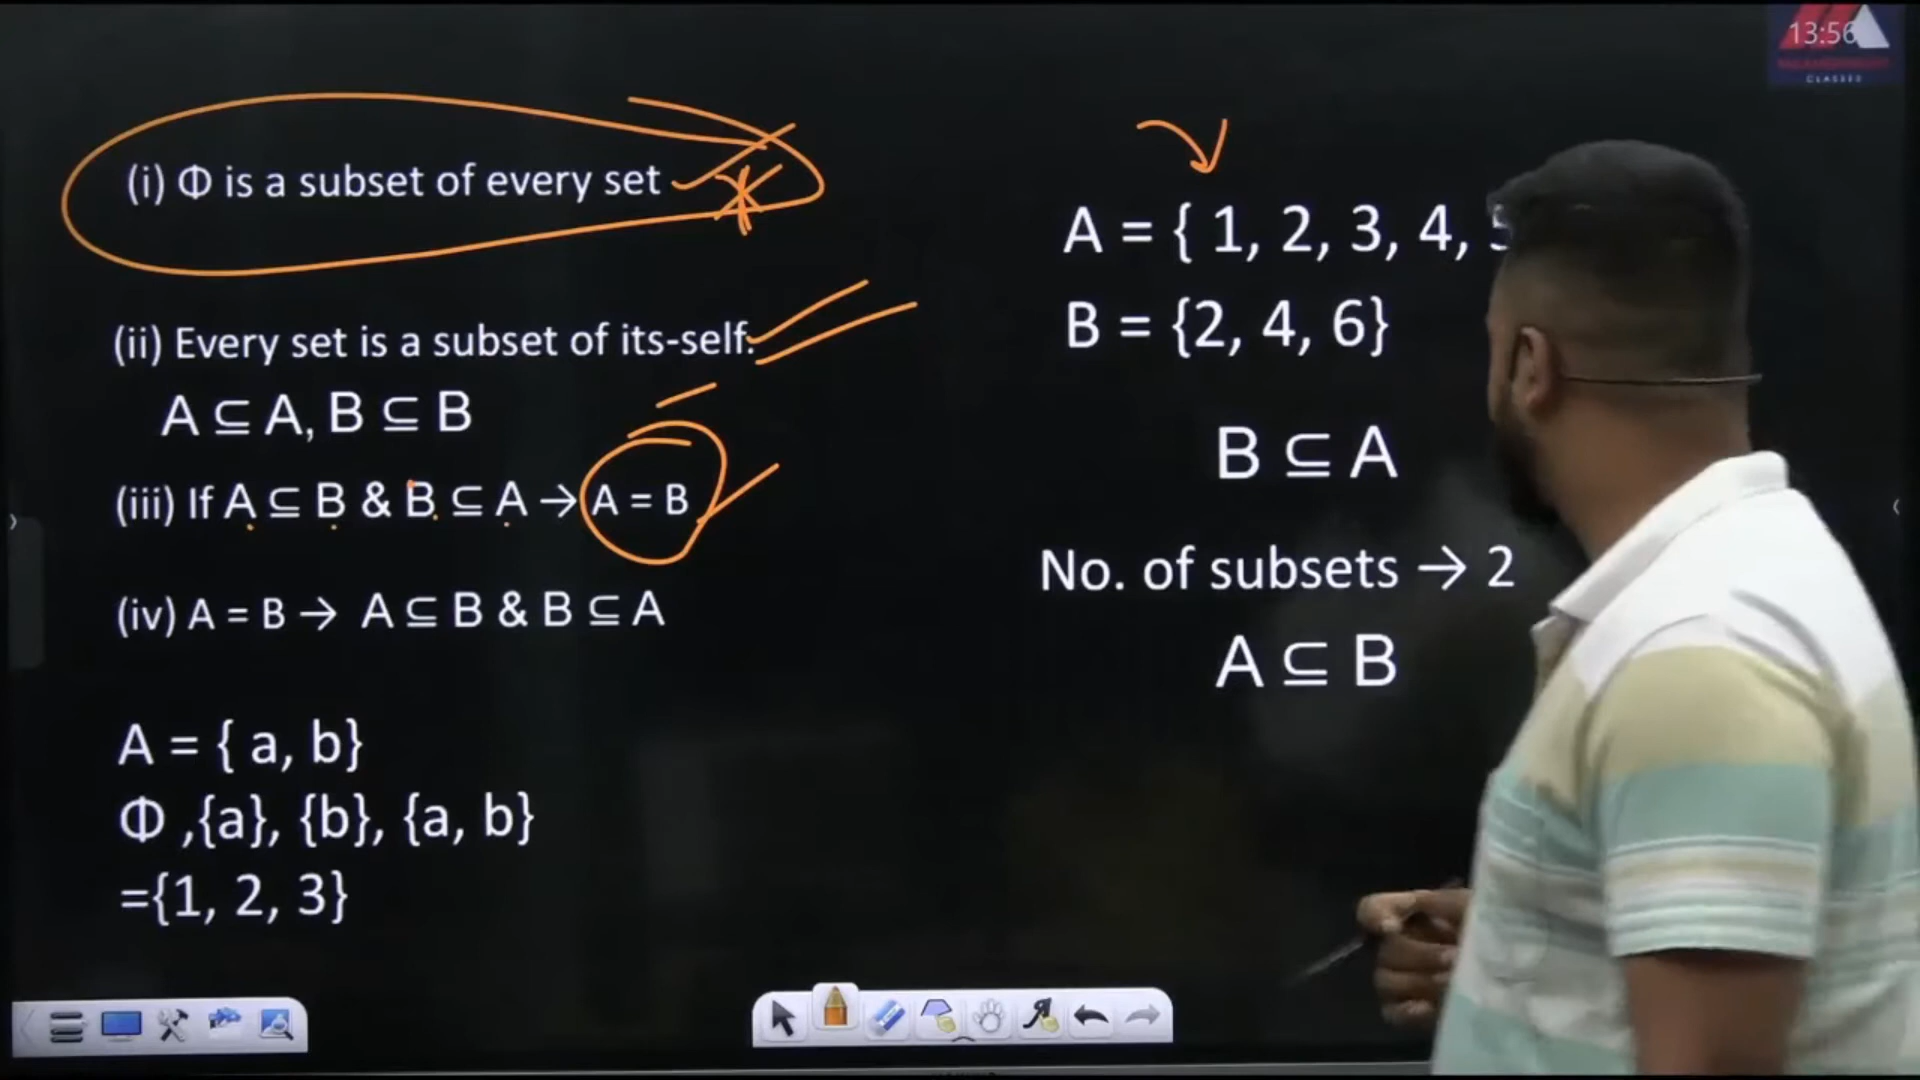 13:56
CLASSES
(i) Φ is a subset of every set
(ii) Every set is a subset of its-self.
A ⊆ A, B ⊆ B
(iii) If A ⊆ B & B ⊆ A → A = B
(iv) A = B → A ⊆ B & B ⊆ A
A = { a, b}
Φ ,{a}, {b}, {a, b}
={1, 2, 3}
A = { 1, 2, 3, 4,
B = {2, 4, 6}
B ⊆ A
No. of subsets → 2
A ⊆ B